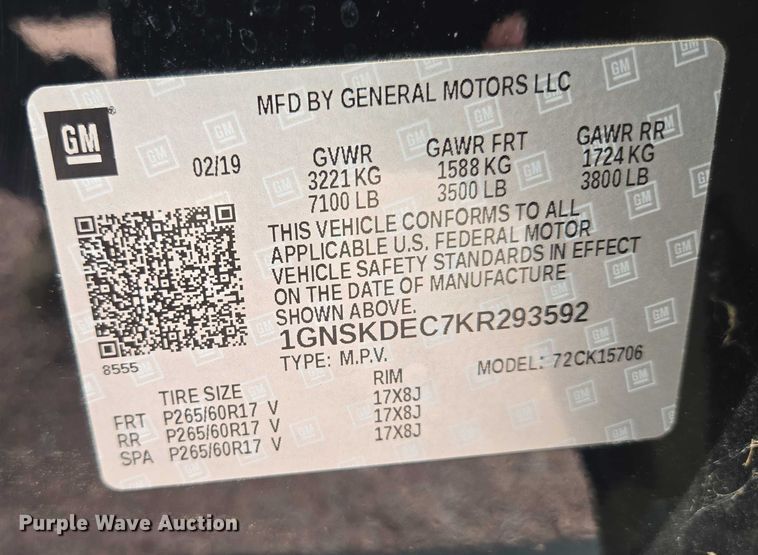 MFD BY GENERAL MOTORS LLC
GM
02/19
GVWR
3221 KG
7100 LB
GAWR FRT
1588 KG
3500 LB
GAWR RR
1724 KG
3800 LB
THIS VEHICLE CONFORMS TO ALL
APPLICABLE U.S. FEDERAL MOTOR
VEHICLE SAFETY STANDARDS IN EFFECT
ON THE DATE OF MANUFACTURE
SHOWN ABOVE.
1GNSKDEC7KR293592
8555
TYPE: M.P.V.
MODEL: 72CK15706
TIRE SIZE RIM
FRT P265/60R17 V 17X8J
RR P265/60R17 V 17X8J
SPA P265/60R17 V 17X8J
Purple Wave Auction